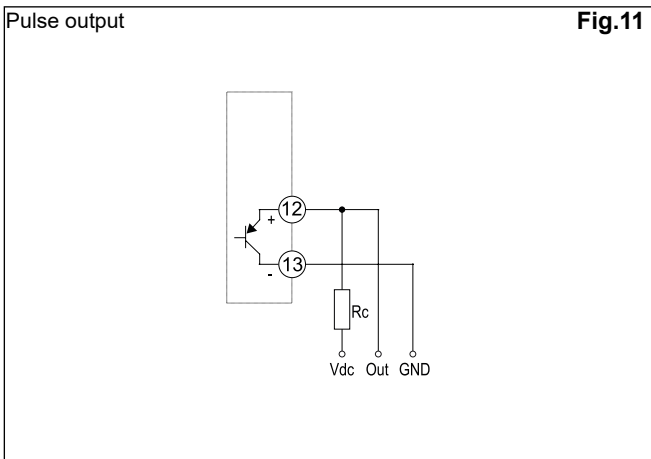 Pulse output Fig.11
12
+
13
-
Rc
Vdc Out GND